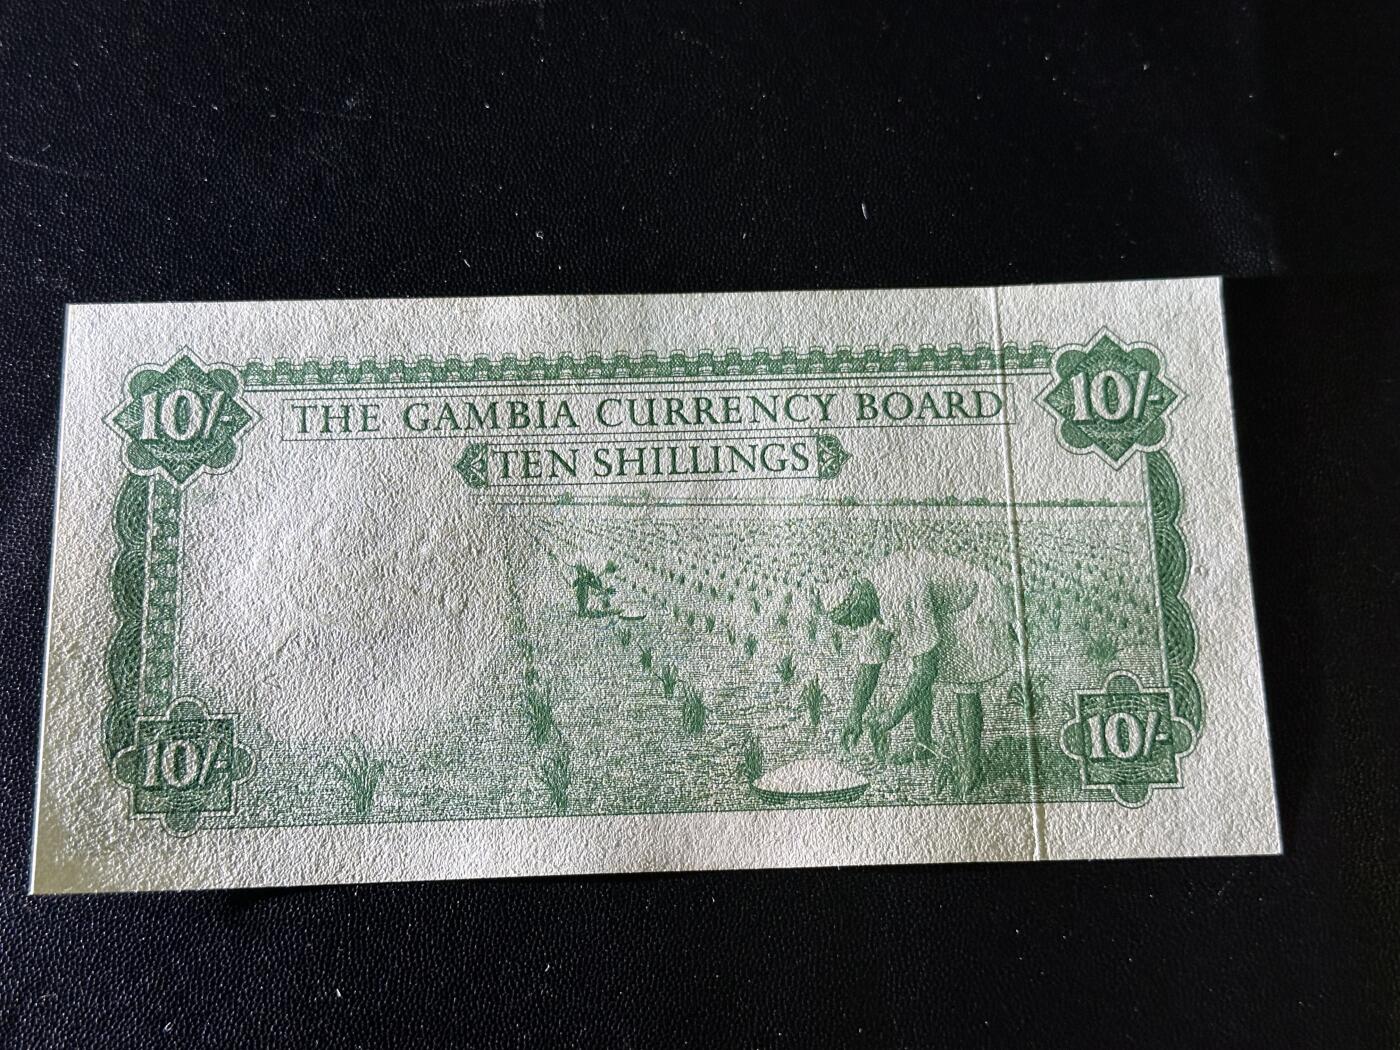 10/- 10/-
THE GAMBIA CURRENCY BOARD
TEN SHILLINGS
10/- 10/-